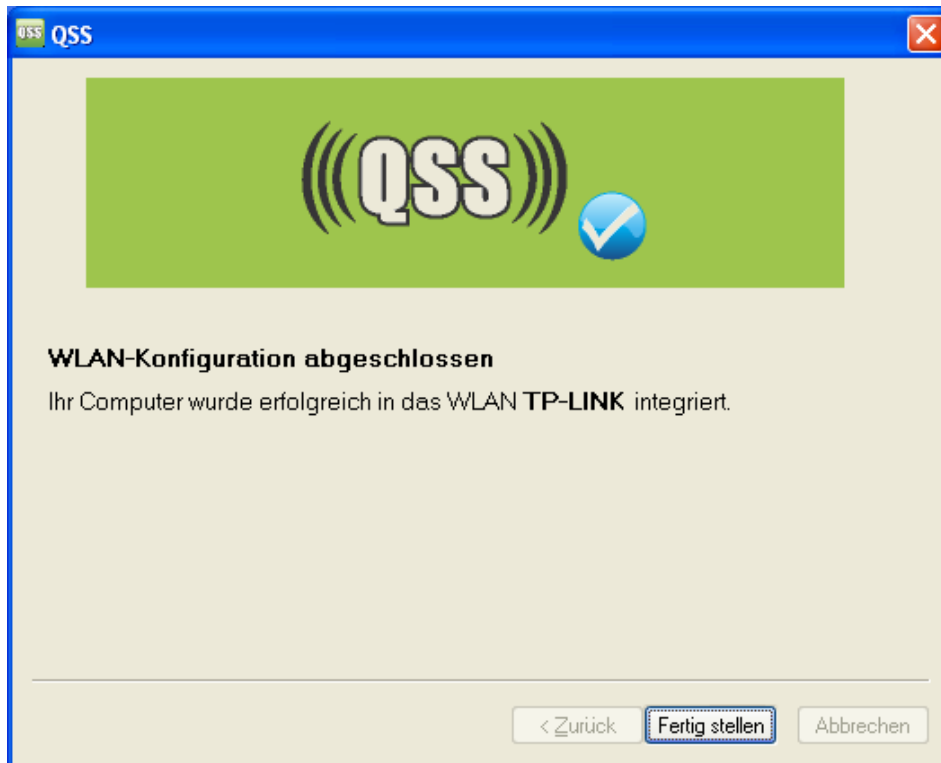 QSS QSS
(((QSS)))
WLAN-Konfiguration abgeschlossen
Ihr Computer wurde erfolgreich in das WLAN TP-LINK integriert.
< Zurück Fertig stellen Abbrechen